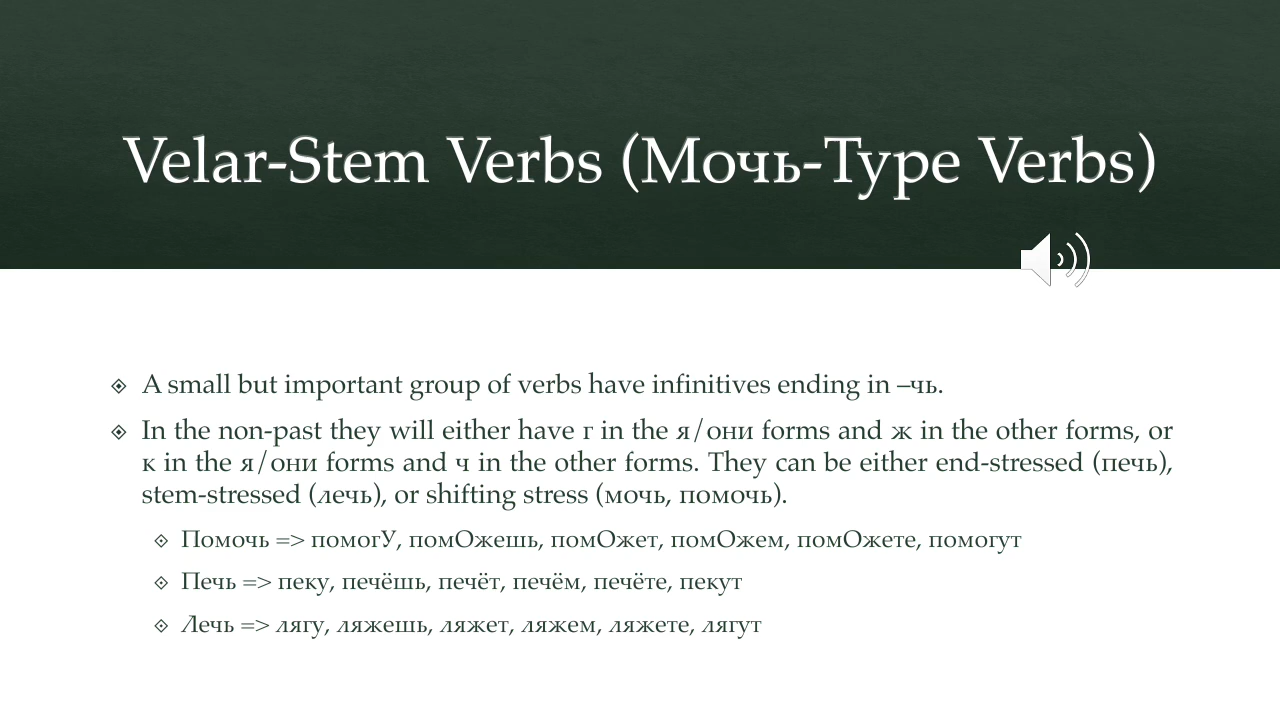 Velar-Stem Verbs (Мочь-Type Verbs)
A small but important group of verbs have infinitives ending in –чь.
In the non-past they will either have г in the я/они forms and ж in the other forms, or
к in the я/они forms and ч in the other forms. They can be either end-stressed (печь),
stem-stressed (лечь), or shifting stress (мочь, помочь).
Помочь => помогУ, помОжешь, помОжет, помОжем, помОжете, помогут
Печь => пеку, печёшь, печёт, печём, печёте, пекут
Лечь => лягу, ляжешь, ляжет, ляжем, ляжете, лягут